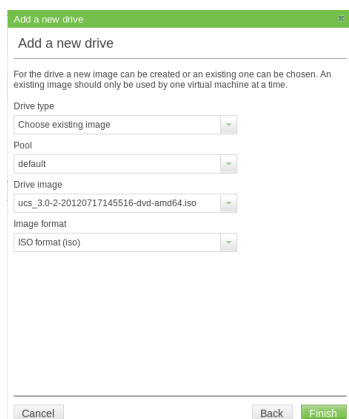 Add a new drive
Add a new drive
For the drive a new image can be created or an existing one can be chosen. An
existing image should only be used by one virtual machine at a time.
Drive type
Choose existing image
Pool
default
Drive image
ucs_3.0-2-20120717145516-dvd-amd64.iso
Image format
ISO format (iso)
Cancel Back Finish